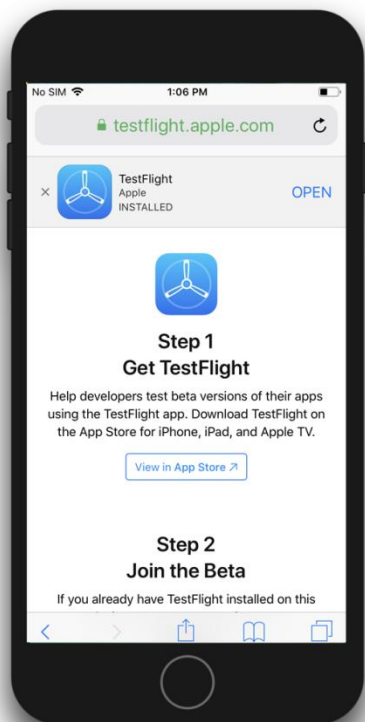 No SIM 1:06 PM
testflight.apple.com
× TestFlight
Apple
INSTALLED
OPEN
Step 1
Get TestFlight
Help developers test beta versions of their apps
using the TestFlight app. Download TestFlight on
the App Store for iPhone, iPad, and Apple TV.
View in App Store ↗
Step 2
Join the Beta
If you already have TestFlight installed on this